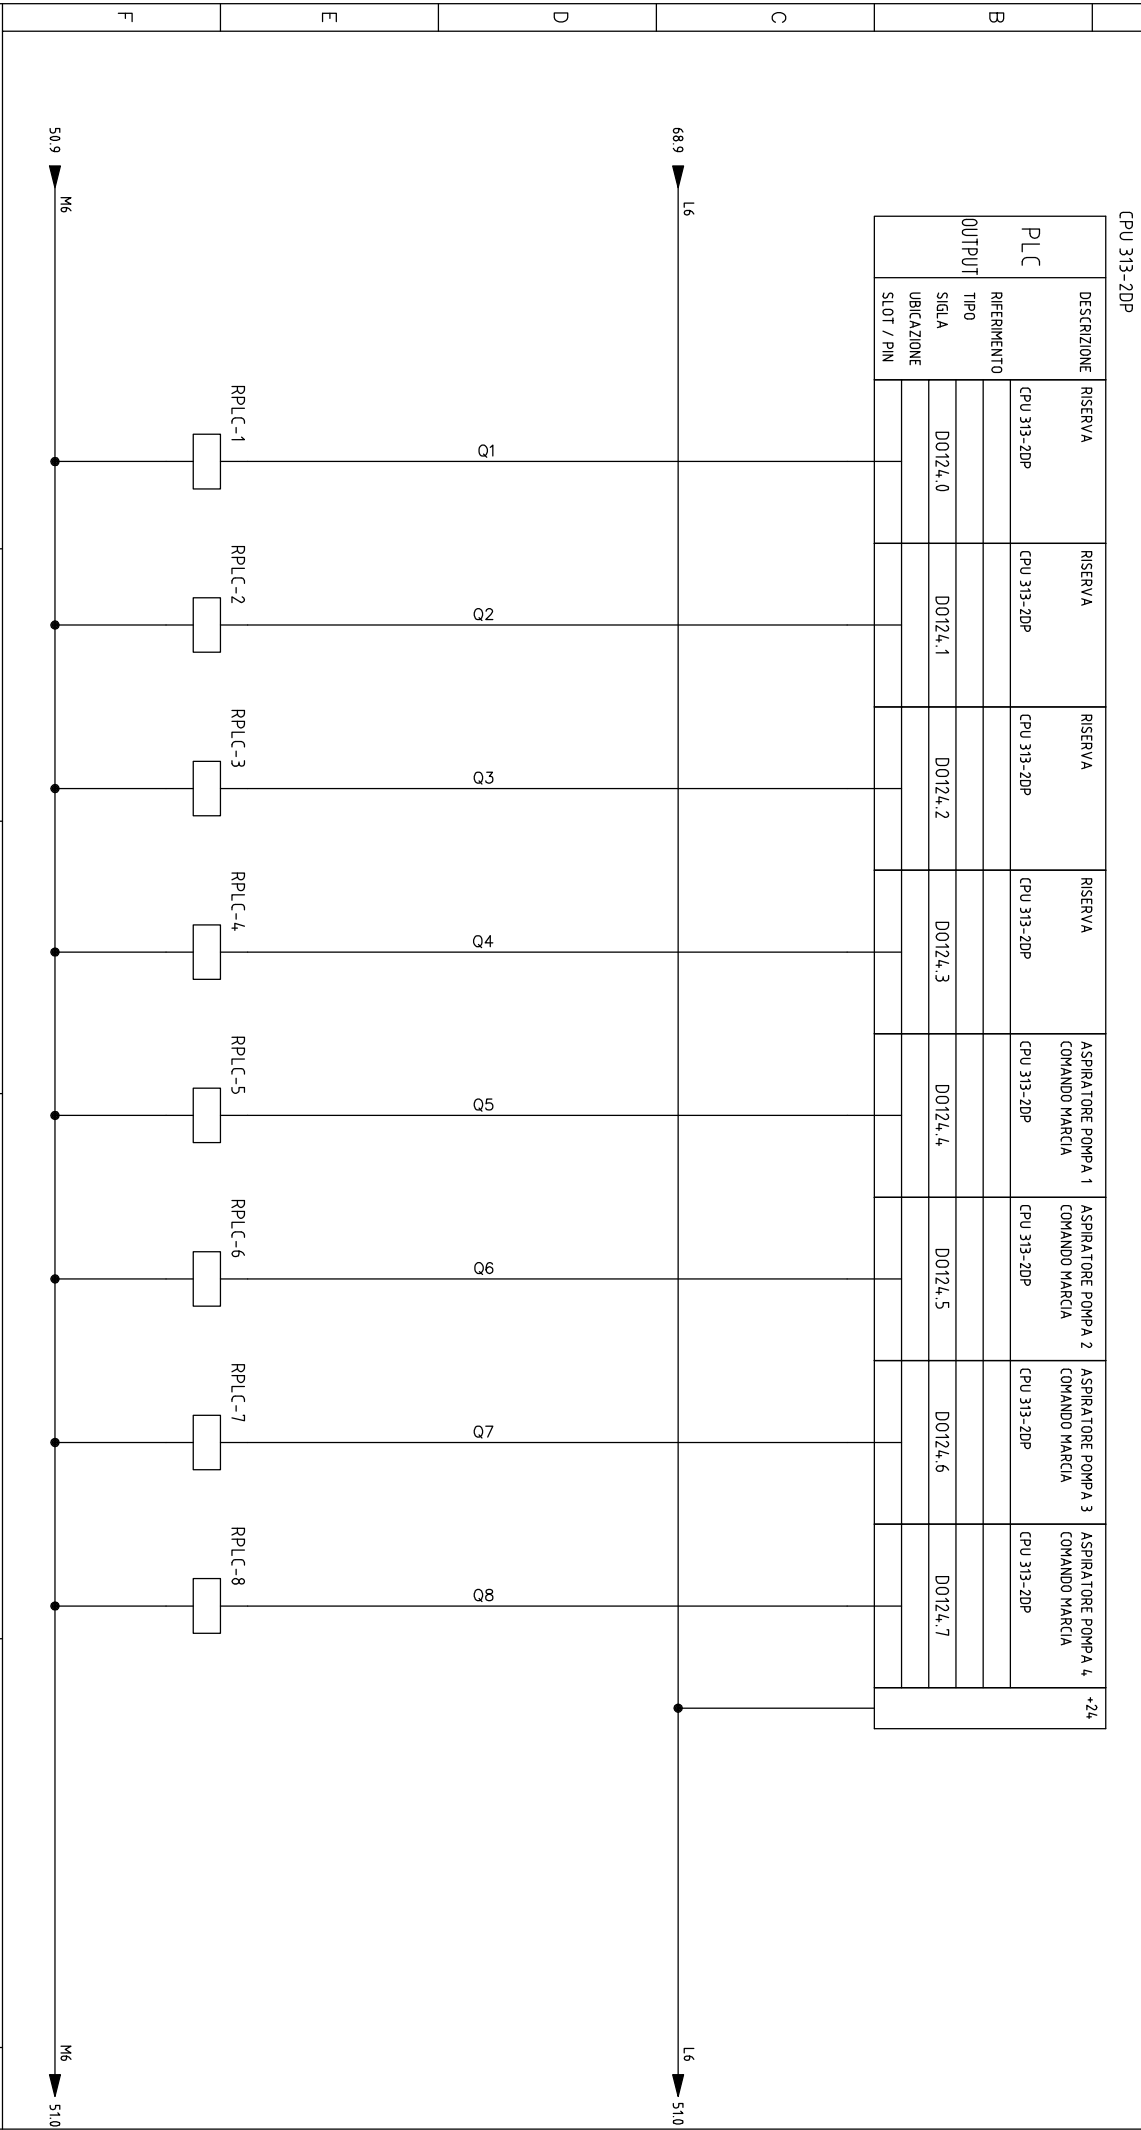 CPU 313-2DP
PLC
OUTPUT
DESCRIZIONE
RIFERIMENTO
TIPO
SIGLA
UBICAZIONE
SLOT / PIN
RISERVA
CPU 313-2DP
DO124.0
RISERVA
CPU 313-2DP
DO124.1
RISERVA
CPU 313-2DP
DO124.2
RISERVA
CPU 313-2DP
DO124.3
ASPIRATORE POMPA 1
COMANDO MARCIA
CPU 313-2DP
DO124.4
ASPIRATORE POMPA 2
COMANDO MARCIA
CPU 313-2DP
DO124.5
ASPIRATORE POMPA 3
COMANDO MARCIA
CPU 313-2DP
DO124.6
ASPIRATORE POMPA 4
COMANDO MARCIA
CPU 313-2DP
DO124.7
+24
B
C
D
E
F
68.9
L6
L6
51.0
Q1
Q2
Q3
Q4
Q5
Q6
Q7
Q8
RPLC-1
RPLC-2
RPLC-3
RPLC-4
RPLC-5
RPLC-6
RPLC-7
RPLC-8
50.9
M6
M6
51.0